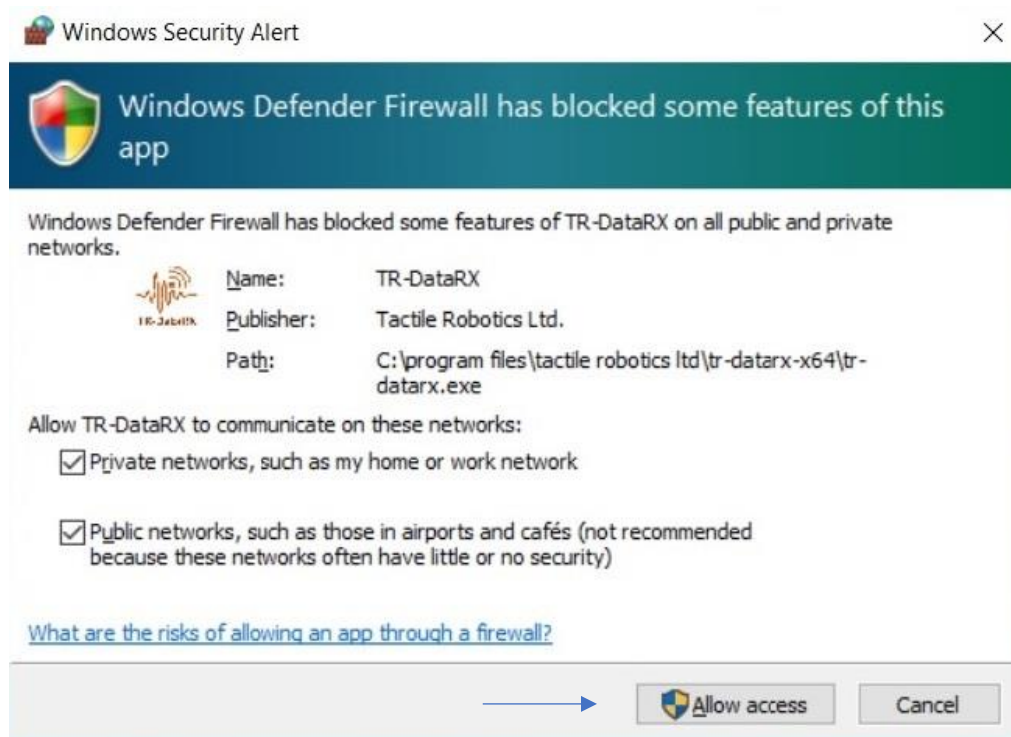 Windows Security Alert
Windows Defender Firewall has blocked some features of this
app
Windows Defender Firewall has blocked some features of TR-DataRX on all public and private
networks.
TR-DataRX
Name:
TR-DataRX
Publisher:
Tactile Robotics Ltd.
Path:
C:\program files\tactile robotics ltd\tr-datarx-x64\tr-
datarx.exe
Allow TR-DataRX to communicate on these networks:
Private networks, such as my home or work network
Public networks, such as those in airports and cafés (not recommended
because these networks often have little or no security)
What are the risks of allowing an app through a firewall?
Allow access
Cancel